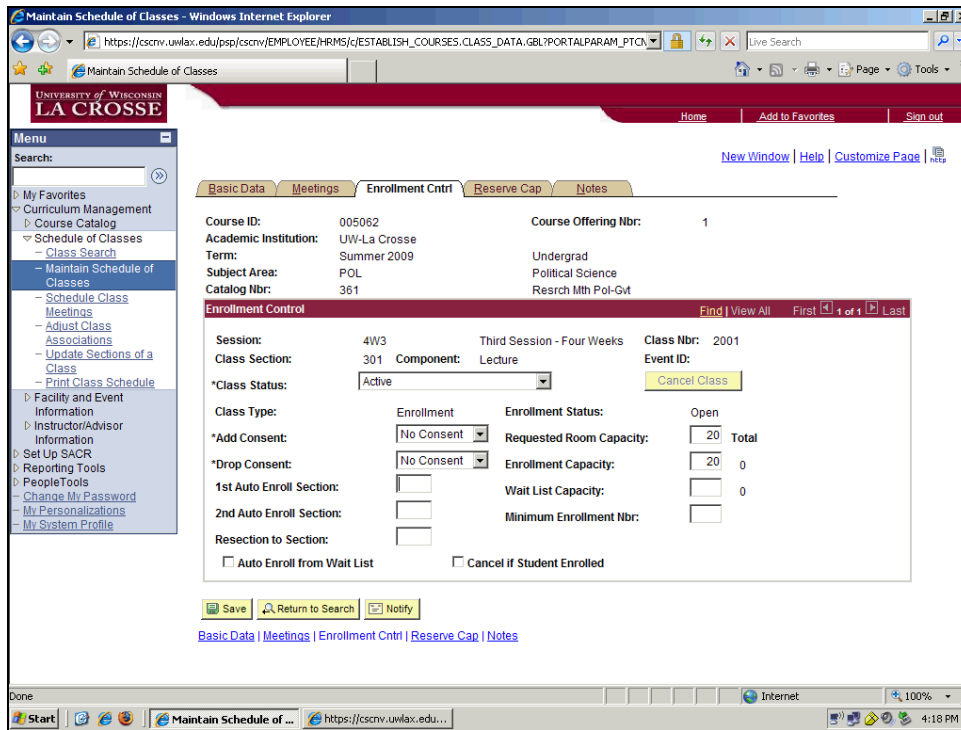 Maintain Schedule of Classes - Windows Internet Explorer
https://cscnv.uwlax.edu/psp/cscnv/EMPLOYEE/HRMS/c/ESTABLISH_COURSES.CLASS_DATA.GBL?PORTALPARAM_PTCN
Live Search
Maintain Schedule of Classes
Page
Tools
UNIVERSITY of WISCONSIN
LA CROSSE
Home
Add to Favorites
Sign out
Menu
Search:
My Favorites
Curriculum Management
Course Catalog
Schedule of Classes
– Class Search
– Maintain Schedule of
Classes
– Schedule Class
Meetings
– Adjust Class
Associations
– Update Sections of a
Class
– Print Class Schedule
Facility and Event
Information
Instructor/Advisor
Information
Set Up SACR
Reporting Tools
PeopleTools
– Change My Password
– My Personalizations
– My System Profile
New Window | Help | Customize Page |
Basic Data Meetings Enrollment Cntrl Reserve Cap Notes
Course ID: 005062 Course Offering Nbr: 1
Academic Institution: UW-La Crosse
Term: Summer 2009 Undergrad
Subject Area: POL Political Science
Catalog Nbr: 361 Resrch Mth Pol-Gvt
Enrollment Control Find | View All First 1 of 1 Last
Session: 4W3 Third Session - Four Weeks Class Nbr: 2001
Class Section: 301 Component: Lecture Event ID:
*Class Status: Active Cancel Class
Class Type: Enrollment Enrollment Status: Open
*Add Consent: No Consent Requested Room Capacity: 20 Total
*Drop Consent: No Consent Enrollment Capacity: 20 0
1st Auto Enroll Section: Wait List Capacity: 0
2nd Auto Enroll Section: Minimum Enrollment Nbr:
Resection to Section:
Auto Enroll from Wait List Cancel if Student Enrolled
Save Return to Search Notify
Basic Data | Meetings | Enrollment Cntrl | Reserve Cap | Notes
Done Internet 100%
Start Maintain Schedule of ... https://cscnv.uwlax.edu... 4:18 PM